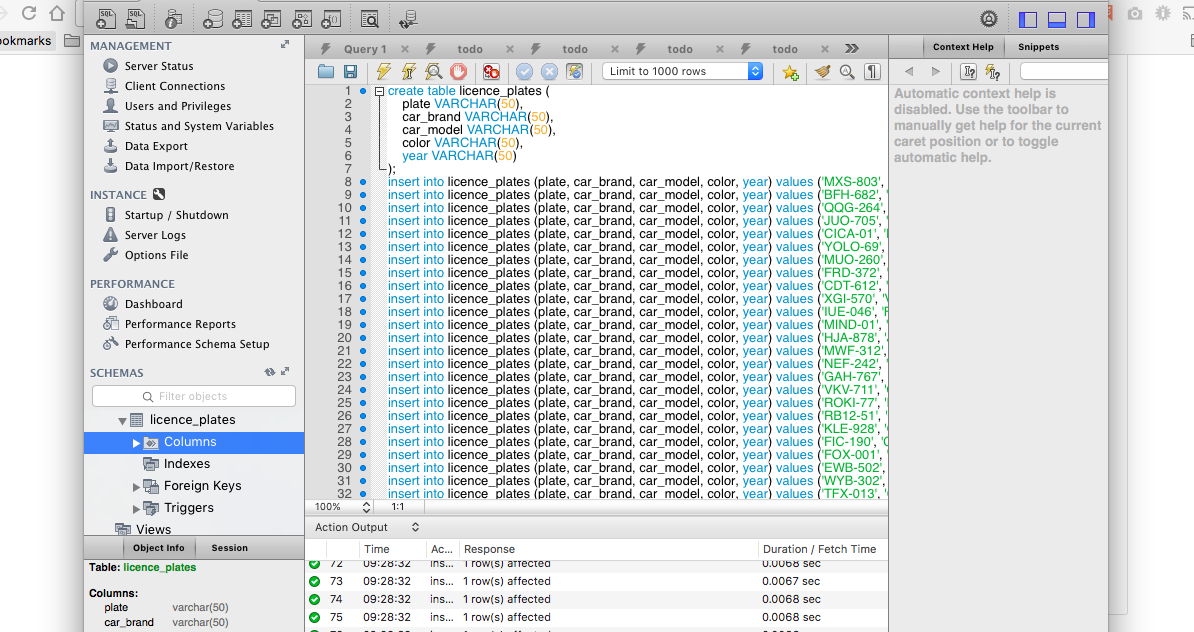 ookmarks
MANAGEMENT
Server Status
Client Connections
Users and Privileges
Status and System Variables
Data Export
Data Import/Restore
INSTANCE
Startup / Shutdown
Server Logs
Options File
PERFORMANCE
Dashboard
Performance Reports
Performance Schema Setup
SCHEMAS
Filter objects
licence_plates
Columns
Indexes
Foreign Keys
Triggers
Views
Object Info Session
Table: licence_plates
Columns:
plate varchar(50)
car_brand varchar(50)
Query 1 todo todo todo todo
Limit to 1000 rows
1 create table licence_plates (
2 plate VARCHAR(50),
3 car_brand VARCHAR(50),
4 car_model VARCHAR(50),
5 color VARCHAR(50),
6 year VARCHAR(50)
7 );
8 insert into licence_plates (plate, car_brand, car_model, color, year) values ('MXS-803',
9 insert into licence_plates (plate, car_brand, car_model, color, year) values ('BFH-682', '
10 insert into licence_plates (plate, car_brand, car_model, color, year) values ('QQG-264',
11 insert into licence_plates (plate, car_brand, car_model, color, year) values ('JUO-705', '
12 insert into licence_plates (plate, car_brand, car_model, color, year) values ('CICA-01', '
13 insert into licence_plates (plate, car_brand, car_model, color, year) values ('YOLO-69',
14 insert into licence_plates (plate, car_brand, car_model, color, year) values ('MUO-260',
15 insert into licence_plates (plate, car_brand, car_model, color, year) values ('FRD-372', '
16 insert into licence_plates (plate, car_brand, car_model, color, year) values ('CDT-612', '
17 insert into licence_plates (plate, car_brand, car_model, color, year) values ('XGI-570', '
18 insert into licence_plates (plate, car_brand, car_model, color, year) values ('IUE-046', '
19 insert into licence_plates (plate, car_brand, car_model, color, year) values ('MIND-01', '
20 insert into licence_plates (plate, car_brand, car_model, color, year) values ('HJA-878', '
21 insert into licence_plates (plate, car_brand, car_model, color, year) values ('MWF-312',
22 insert into licence_plates (plate, car_brand, car_model, color, year) values ('NEF-242', '
23 insert into licence_plates (plate, car_brand, car_model, color, year) values ('GAH-767',
24 insert into licence_plates (plate, car_brand, car_model, color, year) values ('VKV-711', '
25 insert into licence_plates (plate, car_brand, car_model, color, year) values ('ROKI-77', '
26 insert into licence_plates (plate, car_brand, car_model, color, year) values ('RB12-51', '
27 insert into licence_plates (plate, car_brand, car_model, color, year) values ('KLE-928', '
28 insert into licence_plates (plate, car_brand, car_model, color, year) values ('FIC-190', '
29 insert into licence_plates (plate, car_brand, car_model, color, year) values ('FOX-001', '
30 insert into licence_plates (plate, car_brand, car_model, color, year) values ('EWB-502',
31 insert into licence_plates (plate, car_brand, car_model, color, year) values ('WYB-302',
32 insert into licence_plates (plate, car_brand, car_model, color, year) values ('TFX-013', '
100% 1:1
Action Output
Time Ac... Response Duration / Fetch Time
72 09:28:32 ins... 1 row(s) affected 0.0068 sec
73 09:28:32 ins... 1 row(s) affected 0.0067 sec
74 09:28:32 ins... 1 row(s) affected 0.0068 sec
75 09:28:32 ins... 1 row(s) affected 0.0068 sec
Context Help Snippets
Automatic context help is
disabled. Use the toolbar to
manually get help for the current
caret position or to toggle
automatic help.